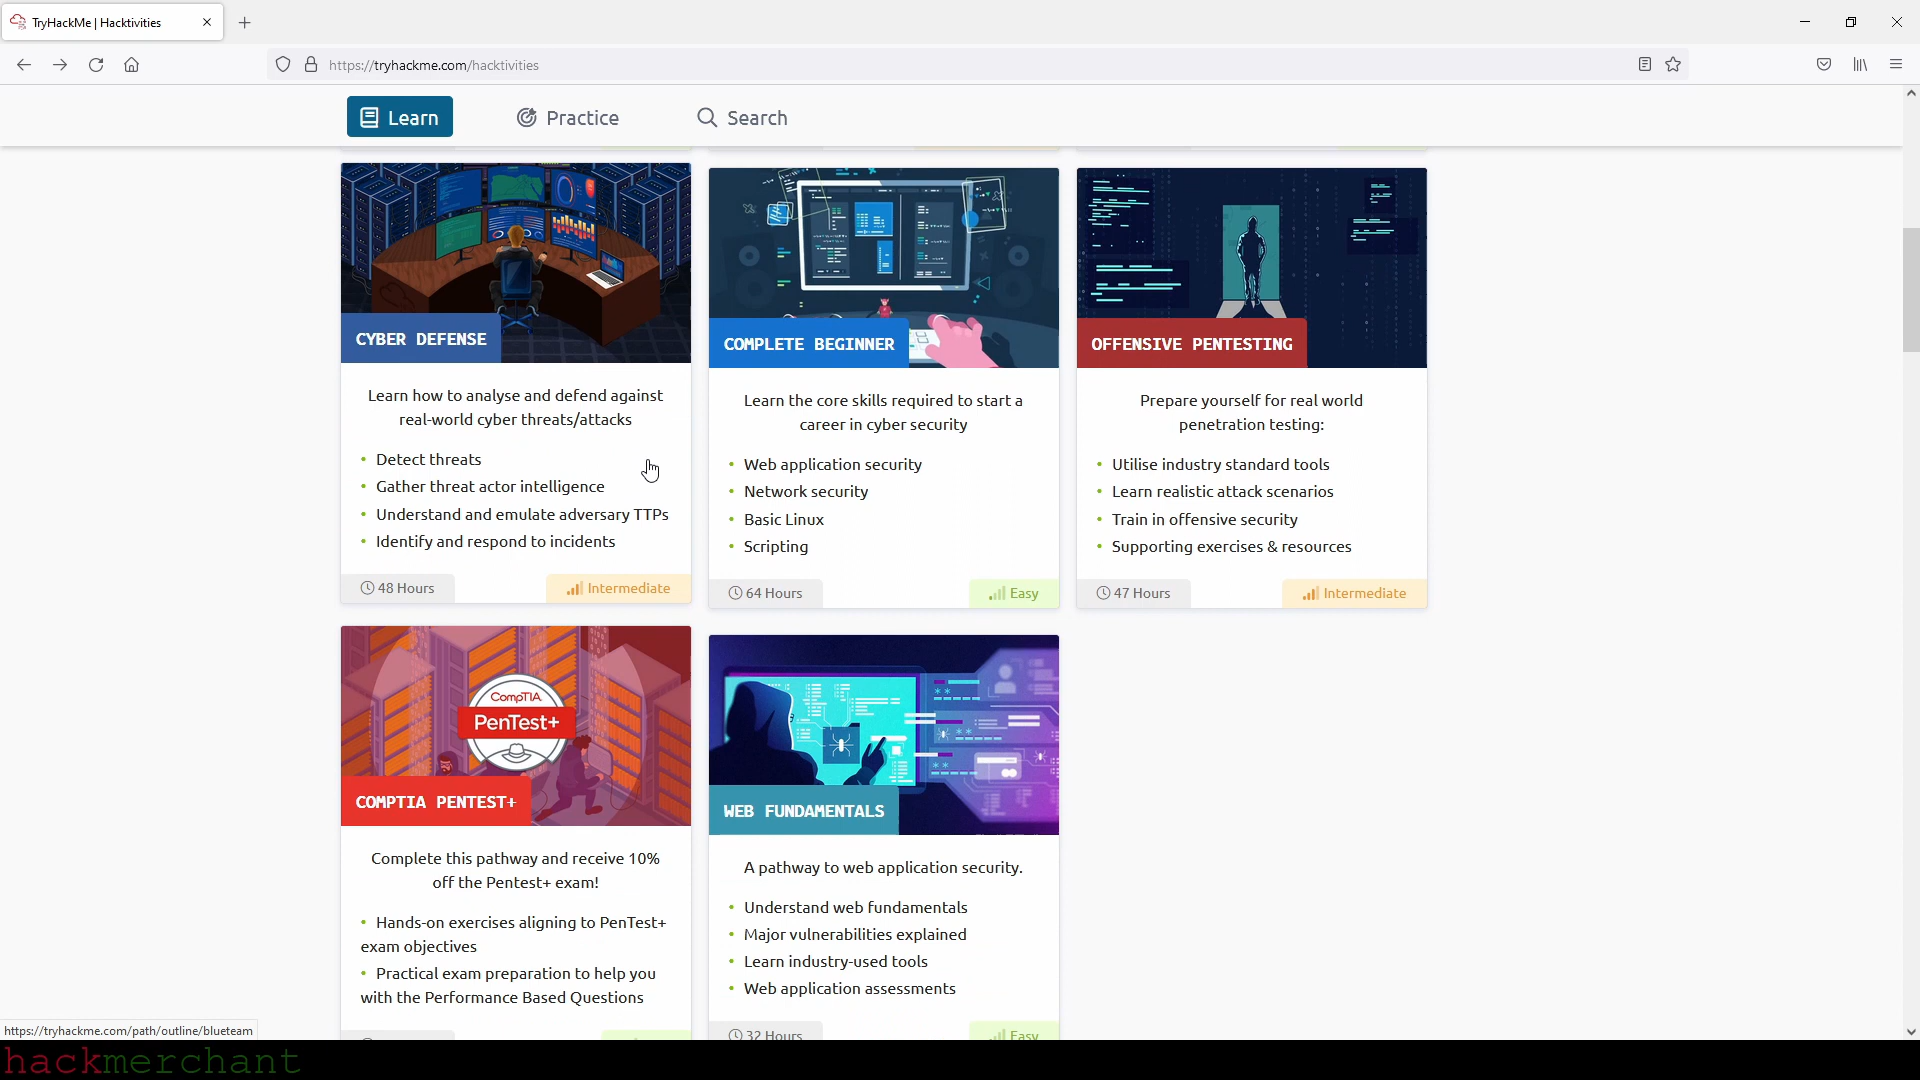 TryHackMe | Hacktivities
https://tryhackme.com/hacktivities
Learn
Practice
Search
CYBER DEFENSE
Learn how to analyse and defend against
real-world cyber threats/attacks
• Detect threats
• Gather threat actor intelligence
• Understand and emulate adversary TTPs
• Identify and respond to incidents
48 Hours
Intermediate
COMPLETE BEGINNER
Learn the core skills required to start a
career in cyber security
• Web application security
• Network security
• Basic Linux
• Scripting
64 Hours
Easy
OFFENSIVE PENTESTING
Prepare yourself for real world
penetration testing:
• Utilise industry standard tools
• Learn realistic attack scenarios
• Train in offensive security
• Supporting exercises & resources
47 Hours
Intermediate
CompTIA
PenTest+
COMPTIA PENTEST+
Complete this pathway and receive 10%
off the Pentest+ exam!
• Hands-on exercises aligning to PenTest+
exam objectives
• Practical exam preparation to help you
with the Performance Based Questions
WEB FUNDAMENTALS
A pathway to web application security.
• Understand web fundamentals
• Major vulnerabilities explained
• Learn industry-used tools
• Web application assessments
32 Hours
Easy
https://tryhackme.com/path/outline/blueteam
hackmerchant